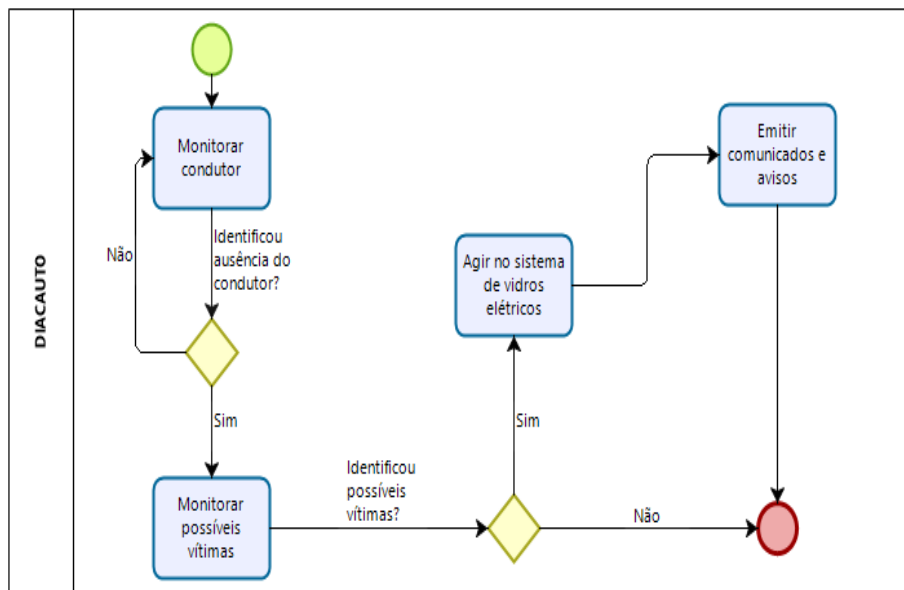 DIACAUTO
Monitorar
condutor
Não
Identificou
ausência do
condutor?
Sim
Monitorar
possíveis
vítimas
Identificou
possíveis
vítimas?
Sim
Não
Agir no sistema
de vidros
elétricos
Emitir
comunicados e
avisos